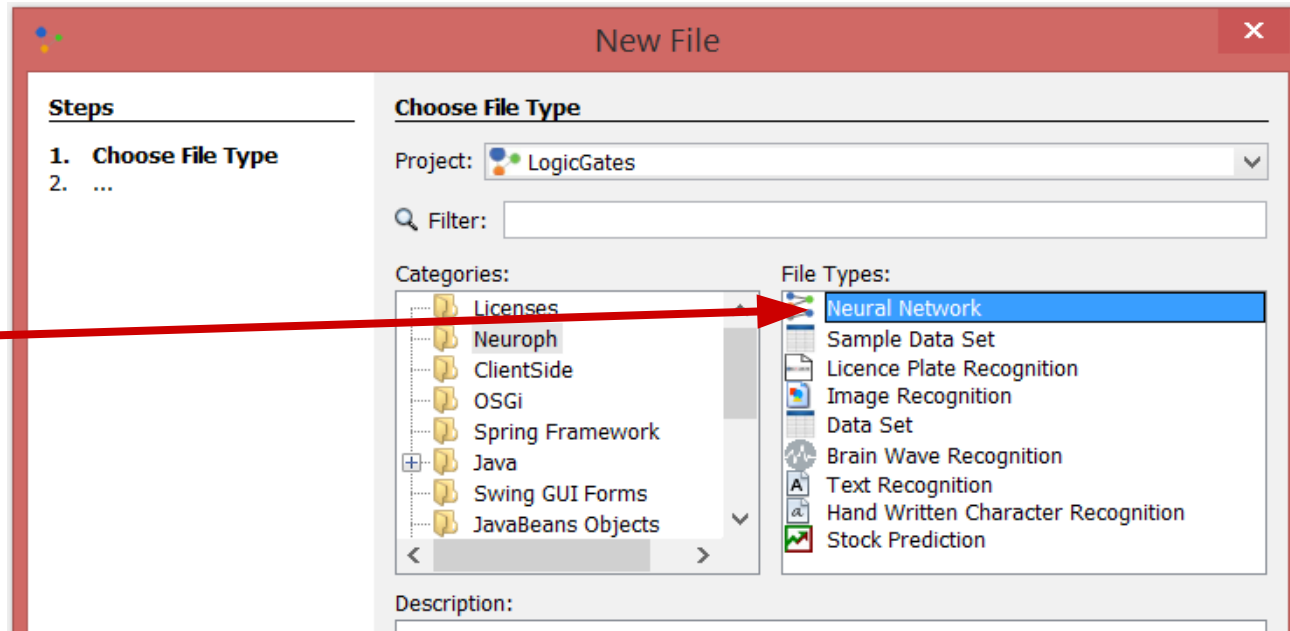 New File
Steps
1. Choose File Type
2. ...
Choose File Type
Project: LogicGates
Filter:
Categories:
Licenses
Neuroph
ClientSide
OSGi
Spring Framework
Java
Swing GUI Forms
JavaBeans Objects
File Types:
Neural Network
Sample Data Set
Licence Plate Recognition
Image Recognition
Data Set
Brain Wave Recognition
Text Recognition
Hand Written Character Recognition
Stock Prediction
Description: